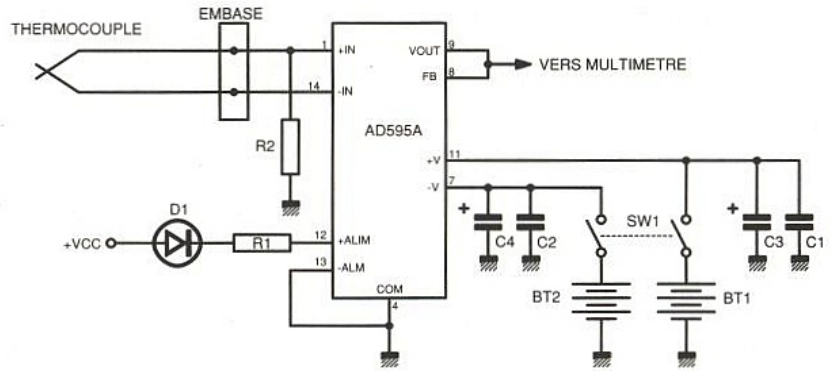 THERMOCOUPLE
EMBASE
1 +IN
14 -IN
VOUT 9
FB 8
VERS MULTIMETRE
AD595A
R2
+V 11
-V 7
D1
+VCC
R1
12 +ALIM
13 -ALM
COM
4
+
C4
C2
SW1
+
C3
C1
BT2
BT1